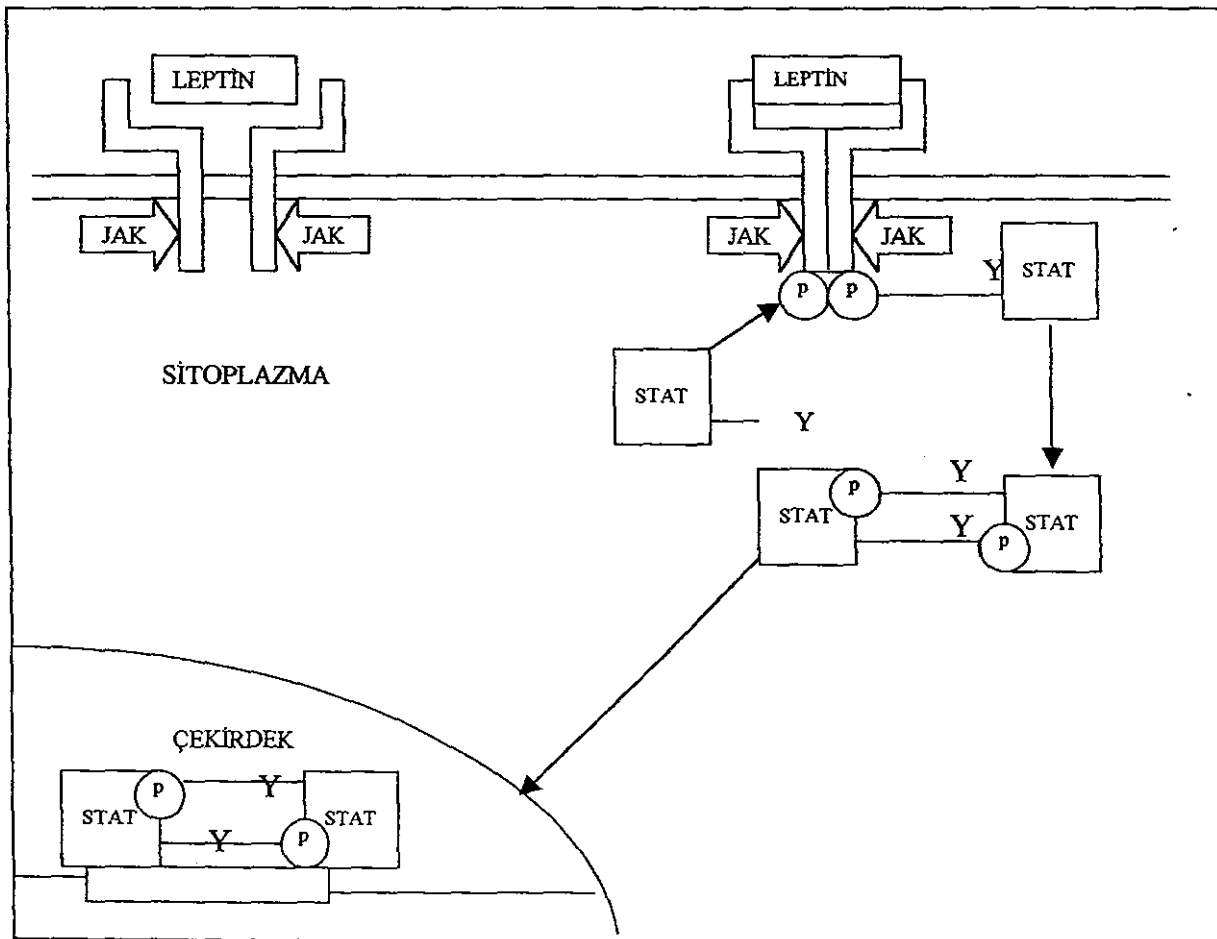 LEPTİN
LEPTİN
JAK
JAK
JAK
JAK
p
p
Y
STAT
SİTOPLAZMA
STAT
Y
STAT
p
Y
Y
p
STAT
ÇEKİRDEK
STAT
p
Y
Y
p
STAT